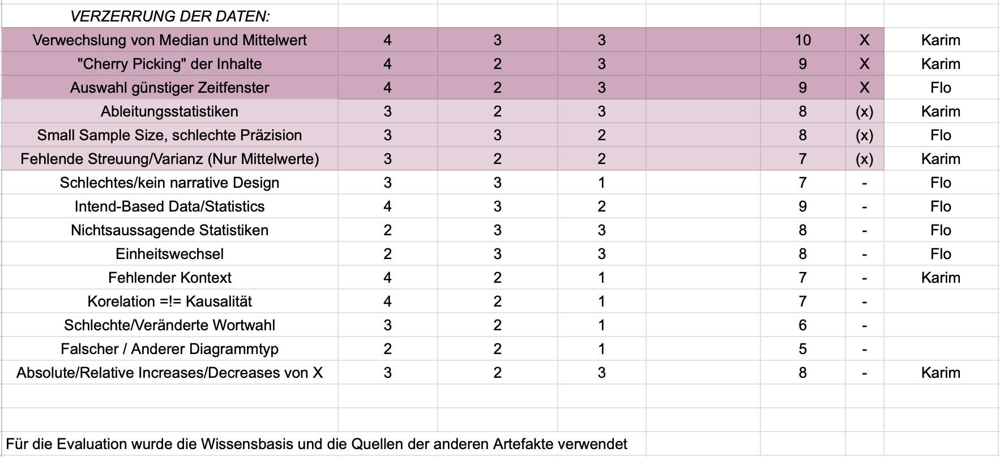 VERZERRUNG DER DATEN:
Verwechslung von Median und Mittelwert 4 3 3 10 X Karim
"Cherry Picking" der Inhalte 4 2 3 9 X Karim
Auswahl günstiger Zeitfenster 4 2 3 9 X Flo
Ableitungsstatistiken 3 2 3 8 (x) Karim
Small Sample Size, schlechte Präzision 3 3 2 8 (x) Flo
Fehlende Streuung/Varianz (Nur Mittelwerte) 3 2 2 7 (x) Karim
Schlechtes/kein narrative Design 3 3 1 7 - Flo
Intend-Based Data/Statistics 4 3 2 9 - Flo
Nichtsaussagende Statistiken 2 3 3 8 - Flo
Einheitswechsel 2 3 3 8 - Flo
Fehlender Kontext 4 2 1 7 - Karim
Korelation =!= Kausalität 4 2 1 7 -
Schlechte/Veränderte Wortwahl 3 2 1 6 -
Falscher / Anderer Diagrammtyp 2 2 1 5 -
Absolute/Relative Increases/Decreases von X 3 2 3 8 - Karim
Für die Evaluation wurde die Wissensbasis und die Quellen der anderen Artefakte verwendet